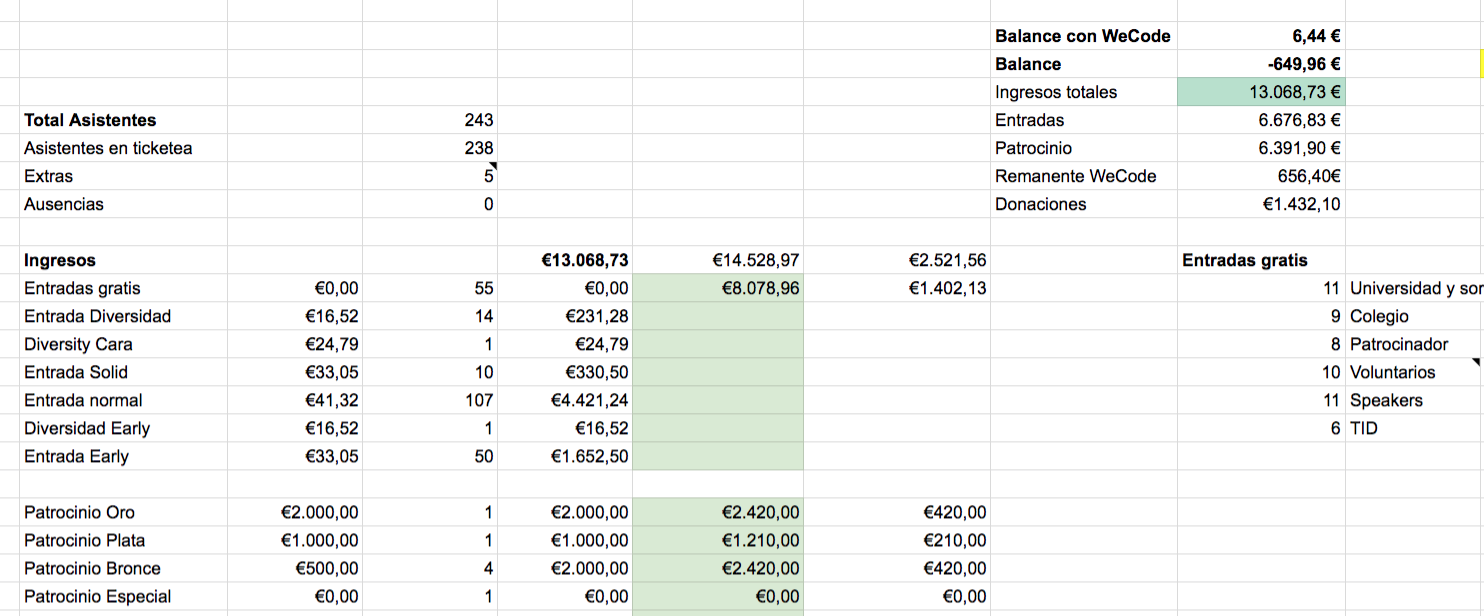 Balance con WeCode 6,44 €
Balance -649,96 €
Ingresos totales 13.068,73 €
Total Asistentes 243 Entradas 6.676,83 €
Asistentes en ticketea 238 Patrocinio 6.391,90 €
Extras 5 Remanente WeCode 656,40€
Ausencias 0 Donaciones €1.432,10
Ingresos €13.068,73 €14.528,97 €2.521,56 Entradas gratis
Entradas gratis €0,00 55 €0,00 €8.078,96 €1.402,13 11 Universidad y sor
Entrada Diversidad €16,52 14 €231,28 9 Colegio
Diversity Cara €24,79 1 €24,79 8 Patrocinador
Entrada Solid €33,05 10 €330,50 10 Voluntarios
Entrada normal €41,32 107 €4.421,24 11 Speakers
Diversidad Early €16,52 1 €16,52 6 TID
Entrada Early €33,05 50 €1.652,50
Patrocinio Oro €2.000,00 1 €2.000,00 €2.420,00 €420,00
Patrocinio Plata €1.000,00 1 €1.000,00 €1.210,00 €210,00
Patrocinio Bronce €500,00 4 €2.000,00 €2.420,00 €420,00
Patrocinio Especial €0,00 1 €0,00 €0,00 €0,00